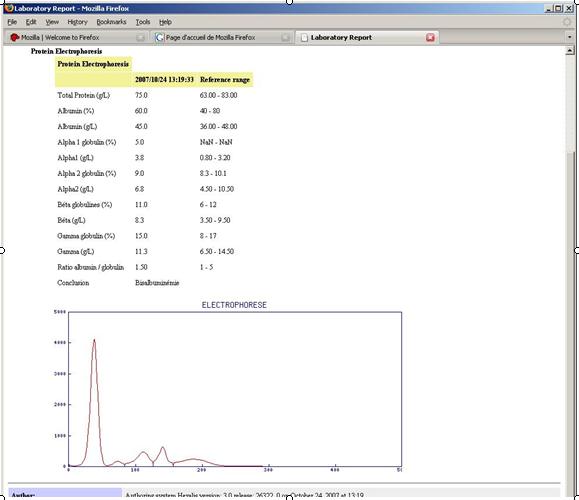 Laboratory Report - Mozilla Firefox
File Edit View History Bookmarks Tools Help
Mozilla | Welcome to Firefox Page d'accueil de Mozilla Firefox Laboratory Report
Protein Electrophoresis
Protein Electrophoresis
2007/10/24 13:19:33 Reference range
Total Protein (g/L) 75.0 63.00 - 83.00
Albumin (%) 60.0 40 - 80
Albumin (g/L) 45.0 36.00 - 48.00
Alpha 1 globulin (%) 5.0 NaN - NaN
Alpha1 (g/L) 3.8 0.80 - 3.20
Alpha 2 globulin (%) 9.0 8.3 - 10.1
Alpha2 (g/L) 6.8 4.50 - 10.50
Béta globulines (%) 11.0 6 - 12
Béta (g/L) 8.3 3.50 - 9.50
Gamma globulin (%) 15.0 8 - 17
Gamma (g/L) 11.3 6.50 - 14.50
Ratio albumin / globulin 1.50 1 - 5
Conclusion Bisalbuminémie
ELECTROPHORESE
5000
4000
3000
2000
1000
0
0 100 200 300 400
Author: Authoring system Hexalis version: 3.0 release: 26322 0 on October 24, 2007 at 13:19